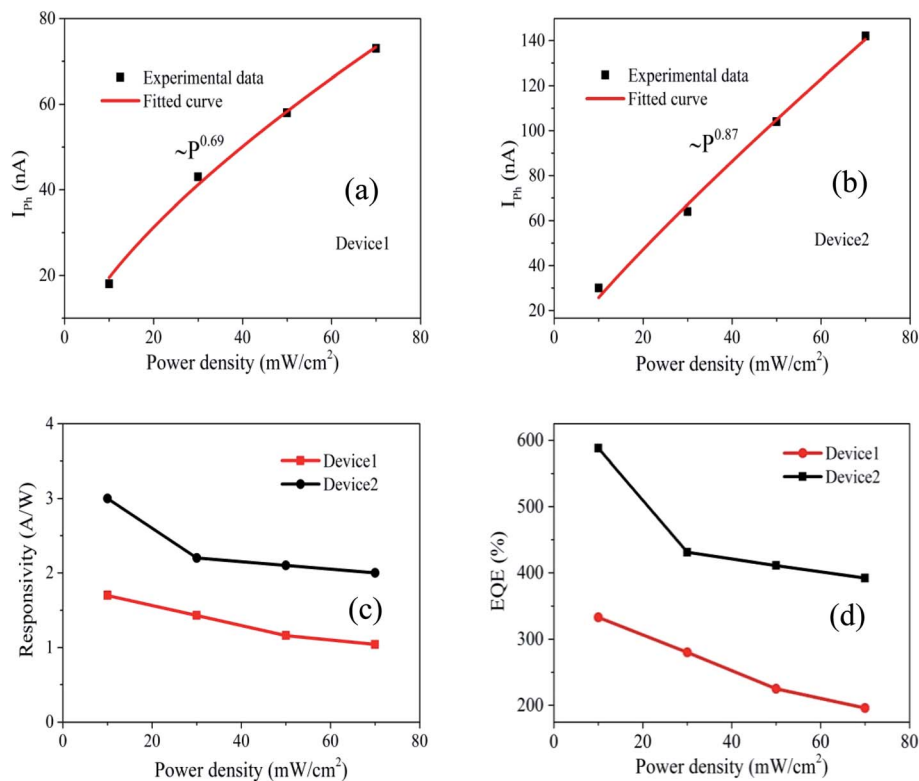 (a)
80
60
40
20
I_Ph (nA)
Experimental data
Fitted curve
~P^0.69
Device1
0 20 40 60 80
Power density (mW/cm²)
(b)
140
120
100
80
60
40
20
I_Ph (nA)
Experimental data
Fitted curve
~P^0.87
Device2
0 20 40 60 80
Power density (mW/cm²)
4
3
2
1
0
Responsivity (A/W)
Device1
Device2
(c)
0 20 40 60 80
Power density (mW/cm²)
600
500
400
300
200
EQE (%)
Device1
Device2
(d)
0 20 40 60 80
Power density (mW/cm²)